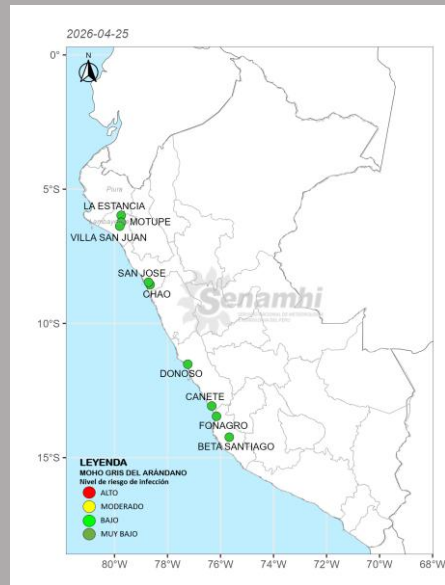 2026-04-25
N
0°
5°S
Piura
LA ESTANCIA
MOTUPE
VILLA SAN JUAN
SAN JOSE
CHAO
Senamhi
10°S
DONOSO
CANETE
FONAGRO
BETA SANTIAGO
15°S
LEYENDA
MOHO GRIS DEL ARÁNDANO
Nivel de riesgo de infección
ALTO
MODERADO
BAJO
MUY BAJO
80°W 78°W 76°W 74°W 72°W 70°W 68°W